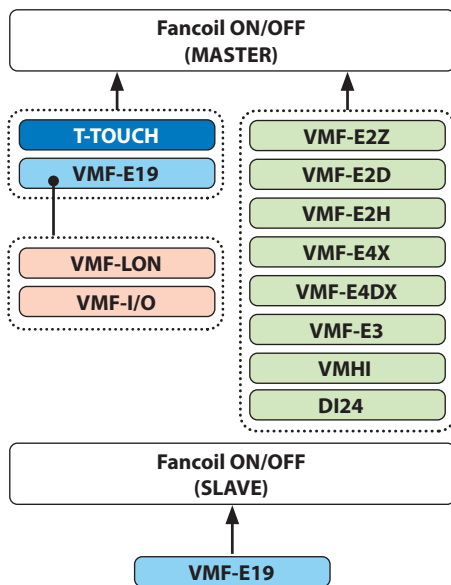 Fancoil ON/OFF
(MASTER)
T-TOUCH
VMF-E19
VMF-LON
VMF-I/O
VMF-E2Z
VMF-E2D
VMF-E2H
VMF-E4X
VMF-E4DX
VMF-E3
VMHI
DI24
Fancoil ON/OFF
(SLAVE)
VMF-E19